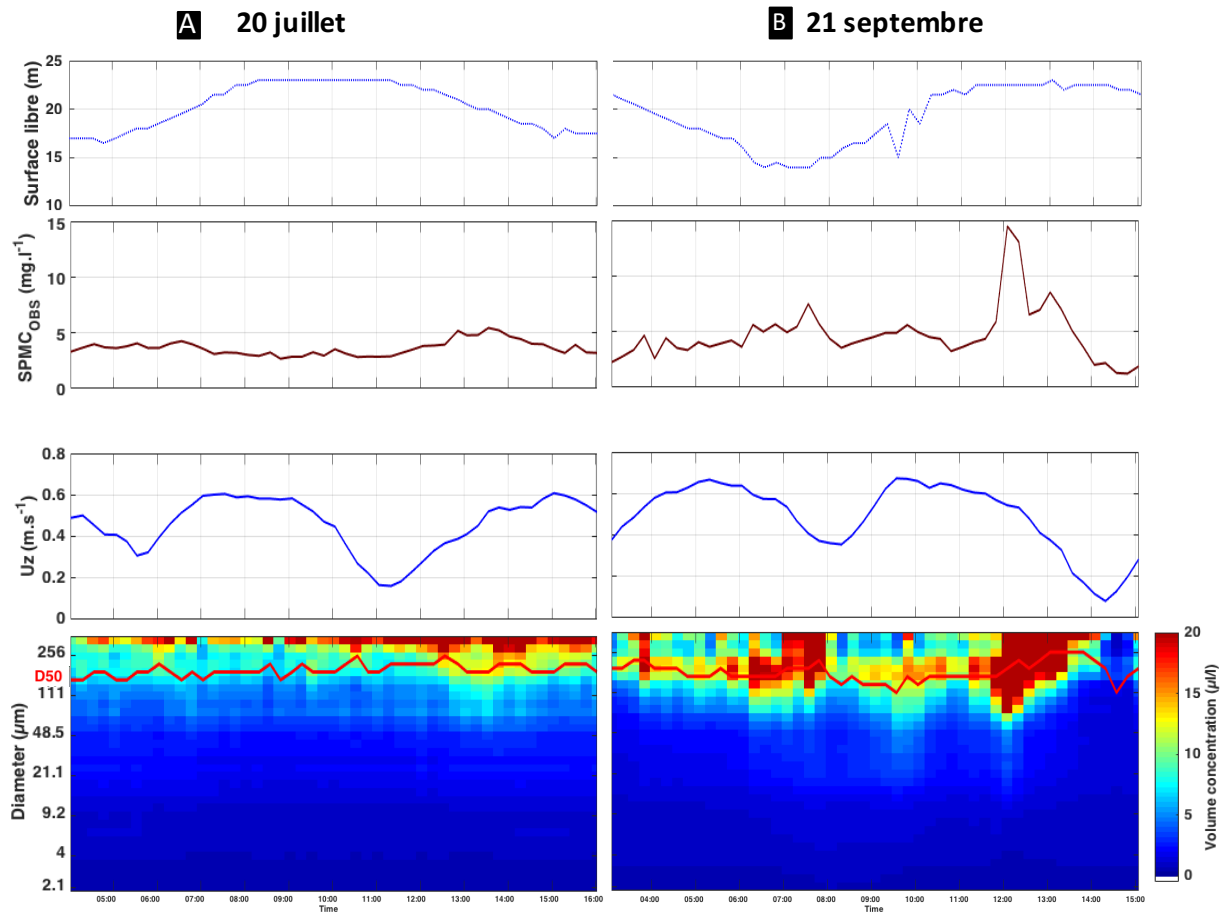 A 20 juillet
B 21 septembre
Surface libre (m)
25
20
15
10
SPMC_OBS (mg.l⁻¹)
15
10
5
0
Uz (m.s⁻¹)
0.8
0.6
0.4
0.2
0
Diameter (µm)
256
D50
111
48.5
21.1
9.2
4
2.1
05:00 06:00 07:00 08:00 09:00 10:00 11:00 12:00 13:00 14:00 15:00 16:00
Time
04:00 05:00 06:00 07:00 08:00 09:00 10:00 11:00 12:00 13:00 14:00 15:00
Time
20
15
10
5
0
Volume concentration (µl/l)